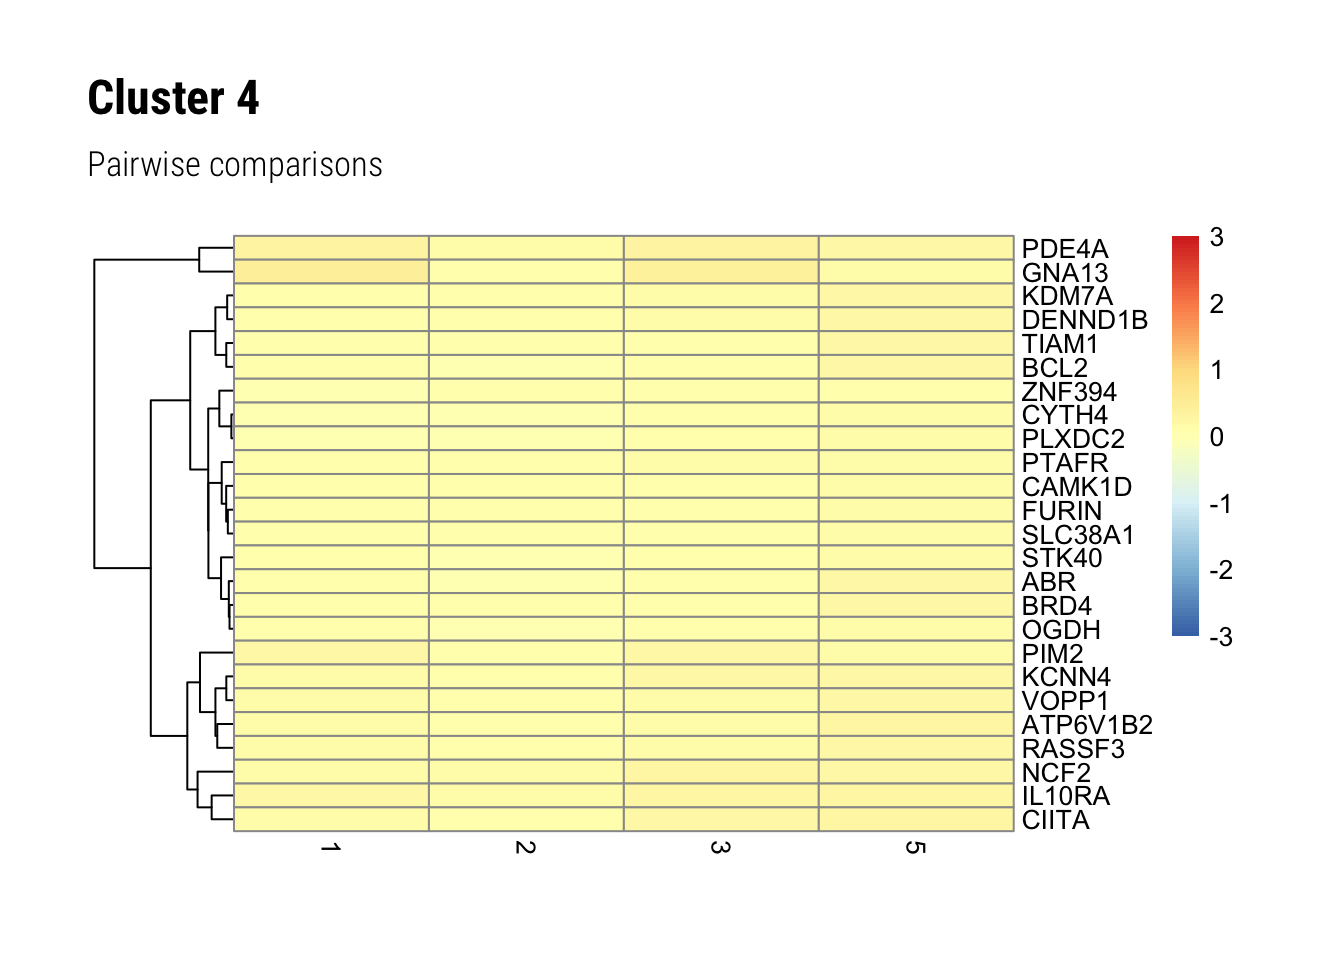 Cluster 4
Pairwise comparisons
PDE4A
GNA13
KDM7A
DENND1B
TIAM1
BCL2
ZNF394
CYTH4
PLXDC2
PTAFR
CAMK1D
FURIN
SLC38A1
STK40
ABR
BRD4
OGDH
PIM2
KCNN4
VOPP1
ATP6V1B2
RASSF3
NCF2
IL10RA
CIITA
3
2
1
0
-1
-2
-3
1 2 3 5